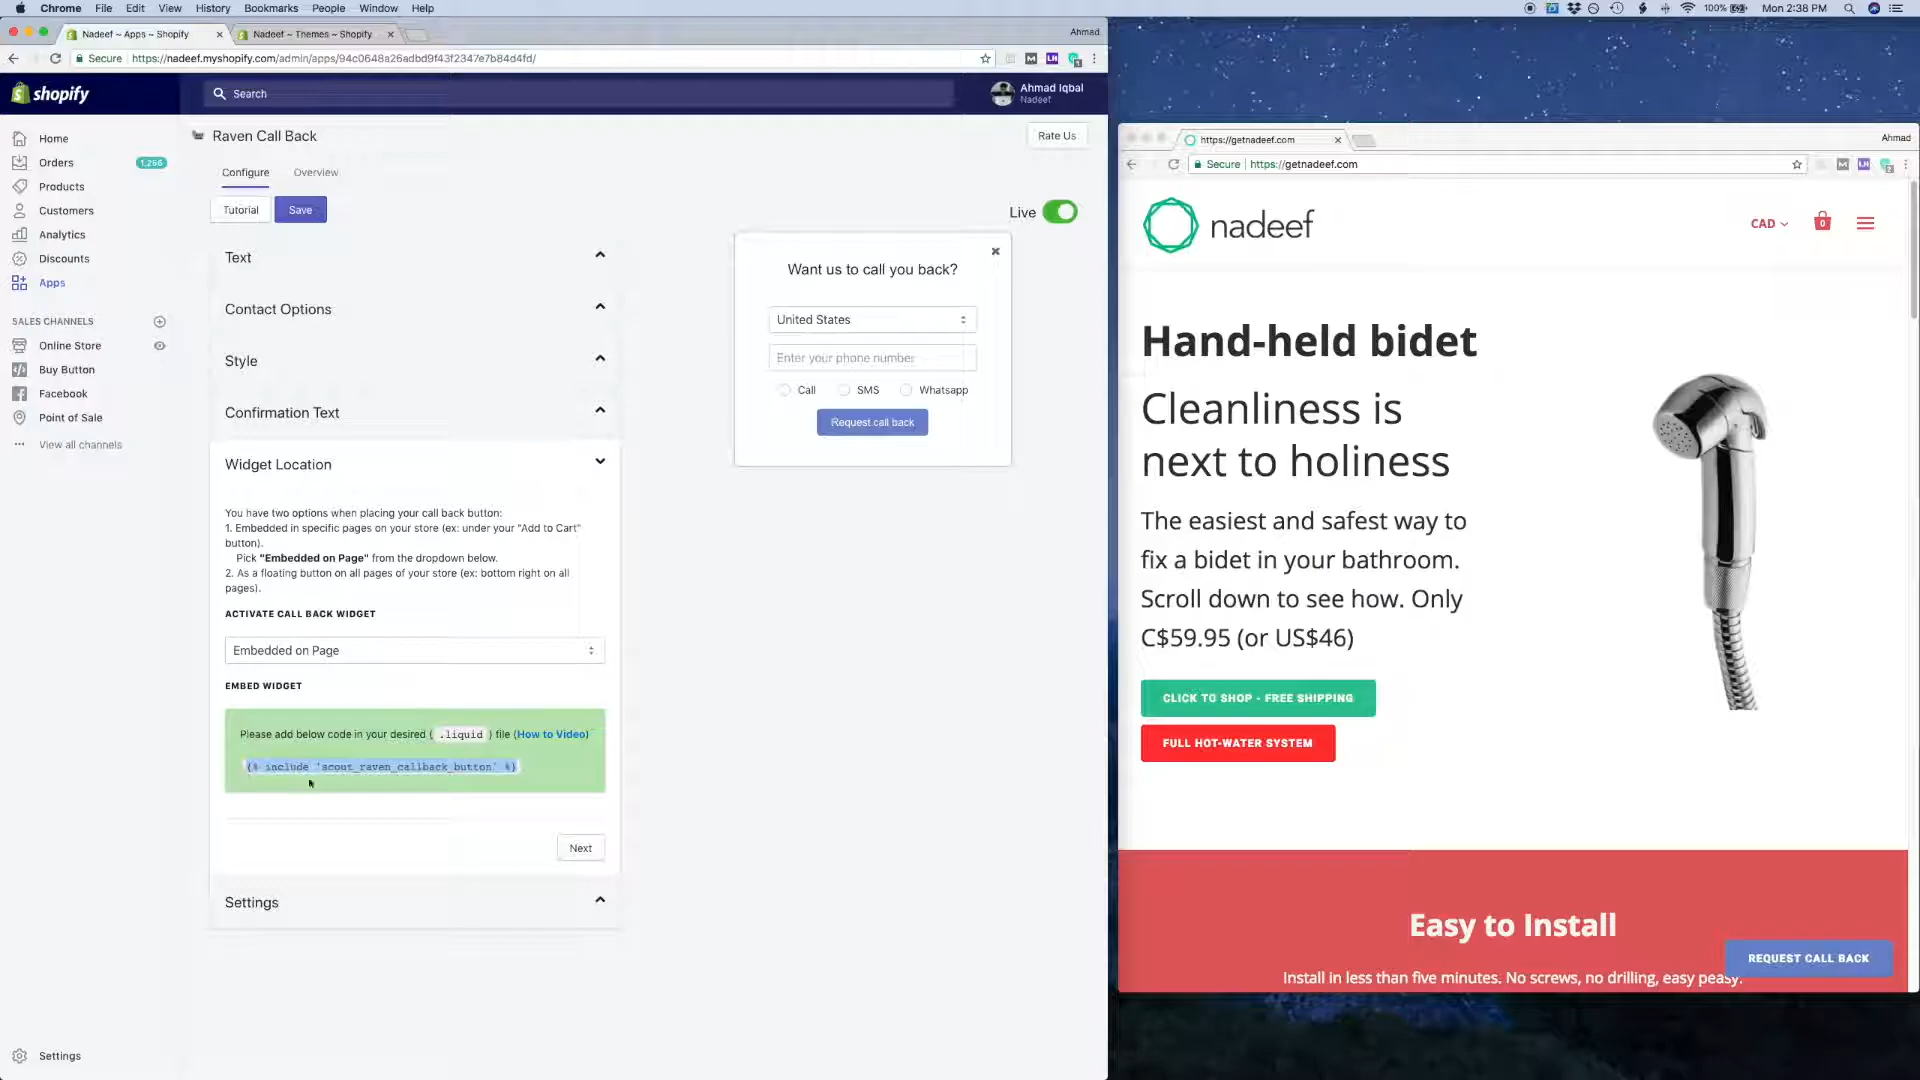 Chrome File Edit View History Bookmarks People Window Help
100% Mon 2:38 PM
Nadeef ~ Apps ~ Shopify
Nadeef ~ Themes ~ Shopify
Ahmad
Secure https://nadeef.myshopify.com/admin/apps/94c0648a26adbd9f43f2347e7b84d4fd/
shopify
Search
Ahmad Iqbal
Nadeef
Home
Orders 1,256
Products
Customers
Analytics
Discounts
Apps
SALES CHANNELS
Online Store
Buy Button
Facebook
Point of Sale
View all channels
Settings
Raven Call Back
Rate Us
Configure Overview
Tutorial Save
Live
Text
Contact Options
Style
Confirmation Text
Widget Location
You have two options when placing your call back button:
1. Embedded in specific pages on your store (ex: under your "Add to Cart"
button).
Pick "Embedded on Page" from the dropdown below.
2. As a floating button on all pages of your store (ex: bottom right on all
pages).
ACTIVATE CALL BACK WIDGET
Embedded on Page
EMBED WIDGET
Please add below code in your desired ( .liquid ) file (How to Video)
{% include 'scout_raven_callback_button' %}
Next
Settings
Want us to call you back?
United States
Enter your phone number
Call SMS Whatsapp
Request call back
https://getnadeef.com
Ahmad
Secure https://getnadeef.com
nadeef
CAD
0
Hand-held bidet
Cleanliness is
next to holiness
The easiest and safest way to
fix a bidet in your bathroom.
Scroll down to see how. Only
C$59.95 (or US$46)
CLICK TO SHOP - FREE SHIPPING
FULL HOT-WATER SYSTEM
Easy to Install
REQUEST CALL BACK
Install in less than five minutes. No screws, no drilling, easy peasy.